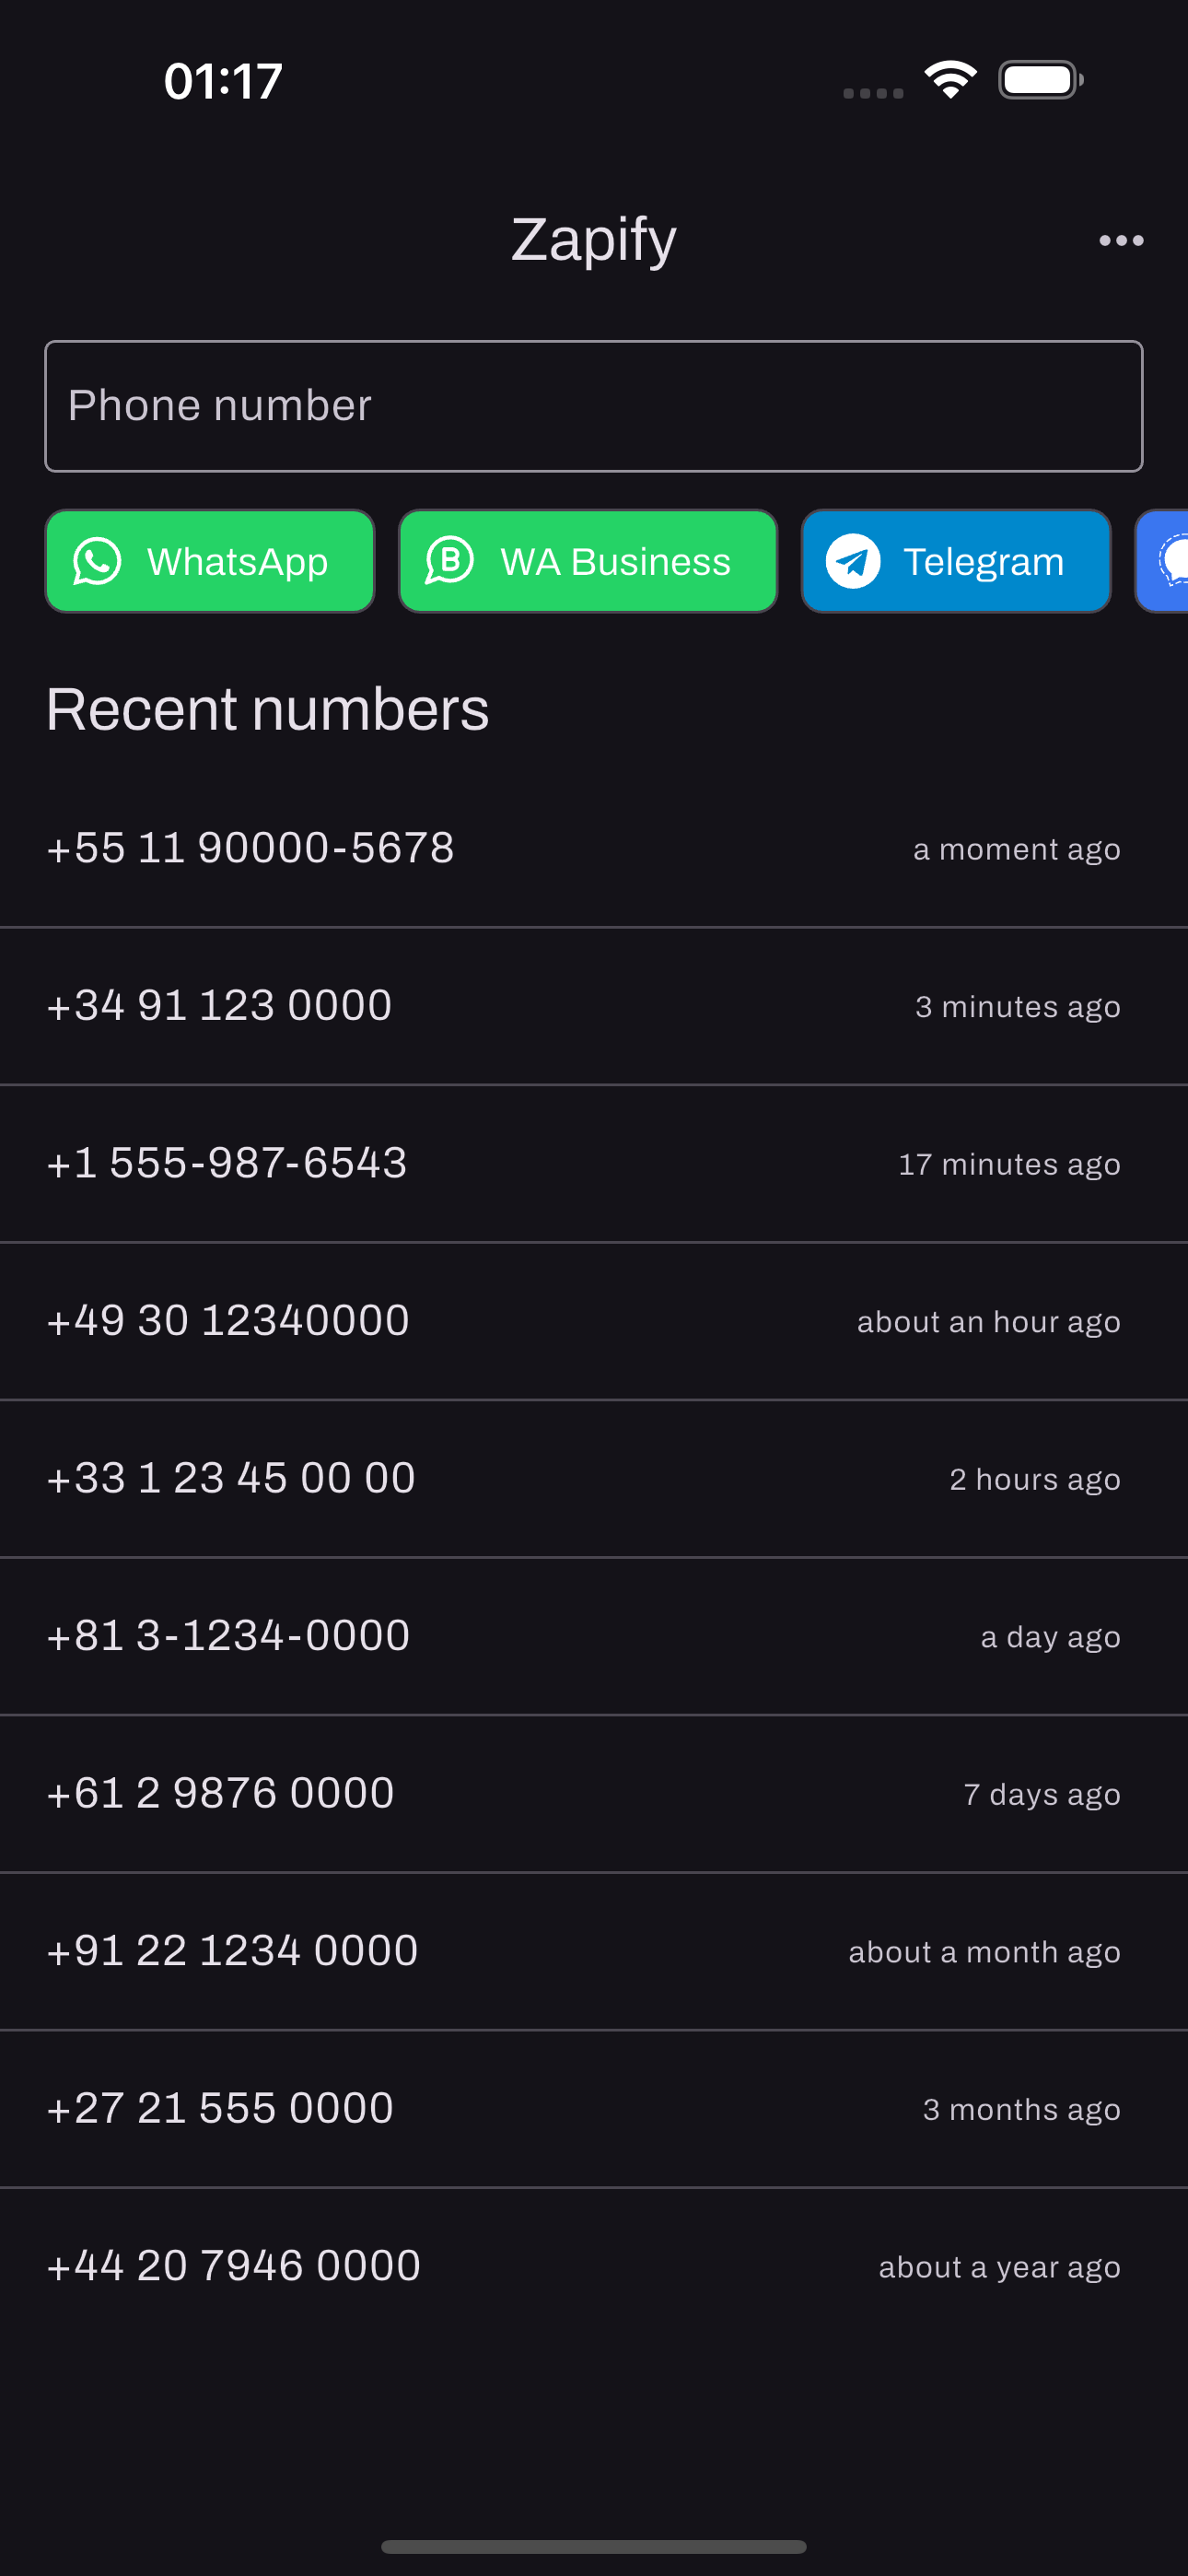 01:17
Zapify
Phone number
WhatsApp WA Business Telegram
Recent numbers
+55 11 90000-5678 a moment ago
+34 91 123 0000 3 minutes ago
+1 555-987-6543 17 minutes ago
+49 30 12340000 about an hour ago
+33 1 23 45 00 00 2 hours ago
+81 3-1234-0000 a day ago
+61 2 9876 0000 7 days ago
+91 22 1234 0000 about a month ago
+27 21 555 0000 3 months ago
+44 20 7946 0000 about a year ago